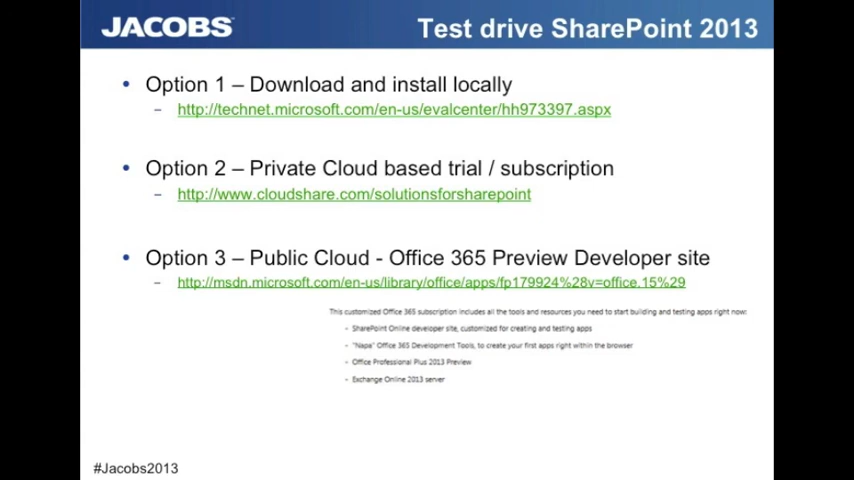 JACOBS
Test drive SharePoint 2013
• Option 1 – Download and install locally
– http://technet.microsoft.com/en-us/evalcenter/hh973397.aspx
• Option 2 – Private Cloud based trial / subscription
– http://www.cloudshare.com/solutionsforsharepoint
• Option 3 – Public Cloud - Office 365 Preview Developer site
– http://msdn.microsoft.com/en-us/library/office/apps/fp179924%28v=office.15%29
This customized Office 365 subscription includes all the tools and resources you need to start building and testing apps right now:
• SharePoint Online developer site, customized for creating and testing apps
• "Napa" Office 365 Development Tools, to create your first apps right within the browser
• Office Professional Plus 2013 Preview
• Exchange Online 2013 server
#Jacobs2013